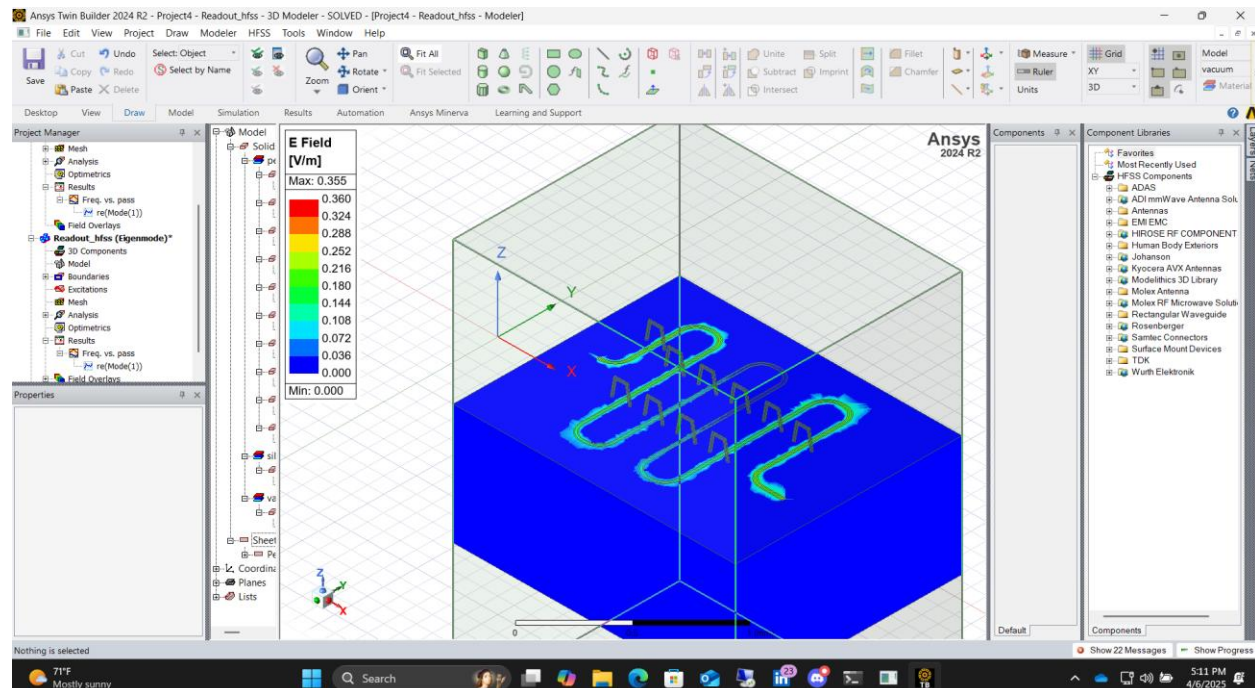 Ansys Twin Builder 2024 R2 - Project4 - Readout_hfss - 3D Modeler - SOLVED - [Project4 - Readout_hfss - Modeler]
File Edit View Project Draw Modeler HFSS Tools Window Help
Save
Cut
Copy
Paste
Undo
Redo
Delete
Select: Object
Select by Name
Zoom
Pan
Rotate
Orient
Fit All
Fit Selected
Unite
Subtract
Intersect
Split
Imprint
Fillet
Chamfer
Measure
Ruler
Units
Grid
XY
3D
Model
vacuum
Material
Desktop View Draw Model Simulation Results Automation Ansys Minerva Learning and Support
Project Manager
Mesh
Analysis
Optimetrics
Results
Freq. vs. pass
re(Mode(1))
Field Overlays
Readout_hfss (Eigenmode)*
3D Components
Model
Boundaries
Excitations
Mesh
Analysis
Optimetrics
Results
Freq. vs. pass
re(Mode(1))
Field Overlays
Properties
Model
Solid
pe
sil
va
Sheet
Pe
Coordina
Planes
Lists
E Field
[V/m]
Max: 0.355
0.360
0.324
0.288
0.252
0.216
0.180
0.144
0.108
0.072
0.036
0.000
Min: 0.000
Z
Y
X
Z
Y
X
0
Ansys
2024 R2
Components
Default
Component Libraries
Favorites
Most Recently Used
HFSS Components
ADAS
ADI mmWave Antenna Solu
Antennas
EMI EMC
HIROSE RF COMPONENT
Human Body Exteriors
Johanson
Kyocera AVX Antennas
Modelithics 3D Library
Molex Antenna
Molex RF Microwave Soluti
Rectangular Waveguide
Rosenberger
Samtec Connectors
Surface Mount Devices
TDK
Wurth Elektronik
Components
Layers
Nets
Nothing is selected
Show 22 Messages
Show Progress
71°F
Mostly sunny
Search
23
TB
5:11 PM
4/6/2025